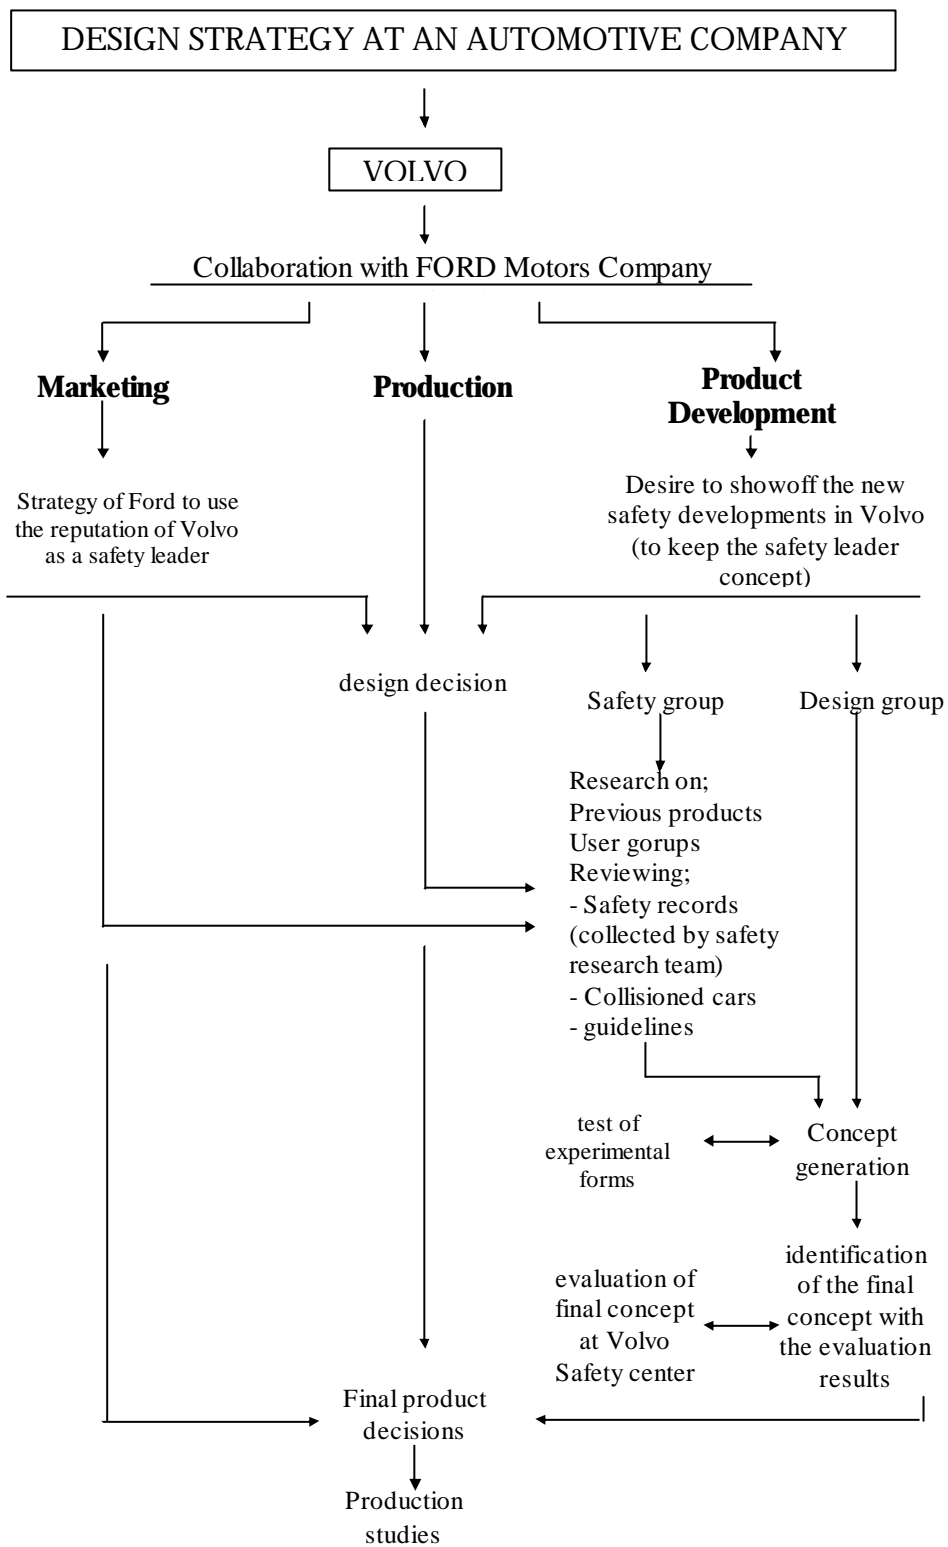 DESIGN STRATEGY AT AN AUTOMOTIVE COMPANY
VOLVO
Collaboration with FORD Motors Company
Marketing
Production
Product
Development
Strategy of Ford to use
the reputation of Volvo
as a safety leader
Desire to showoff the new
safety developments in Volvo
(to keep the safety leader
concept)
design decision
Safety group
Design group
Research on;
Previous products
User gorups
Reviewing;
- Safety records
(collected by safety
research team)
- Collisioned cars
- guidelines
test of
experimental
forms
Concept
generation
evaluation of
final concept
at Volvo
Safety center
identification
of the final
concept with
the evaluation
results
Final product
decisions
Production
studies